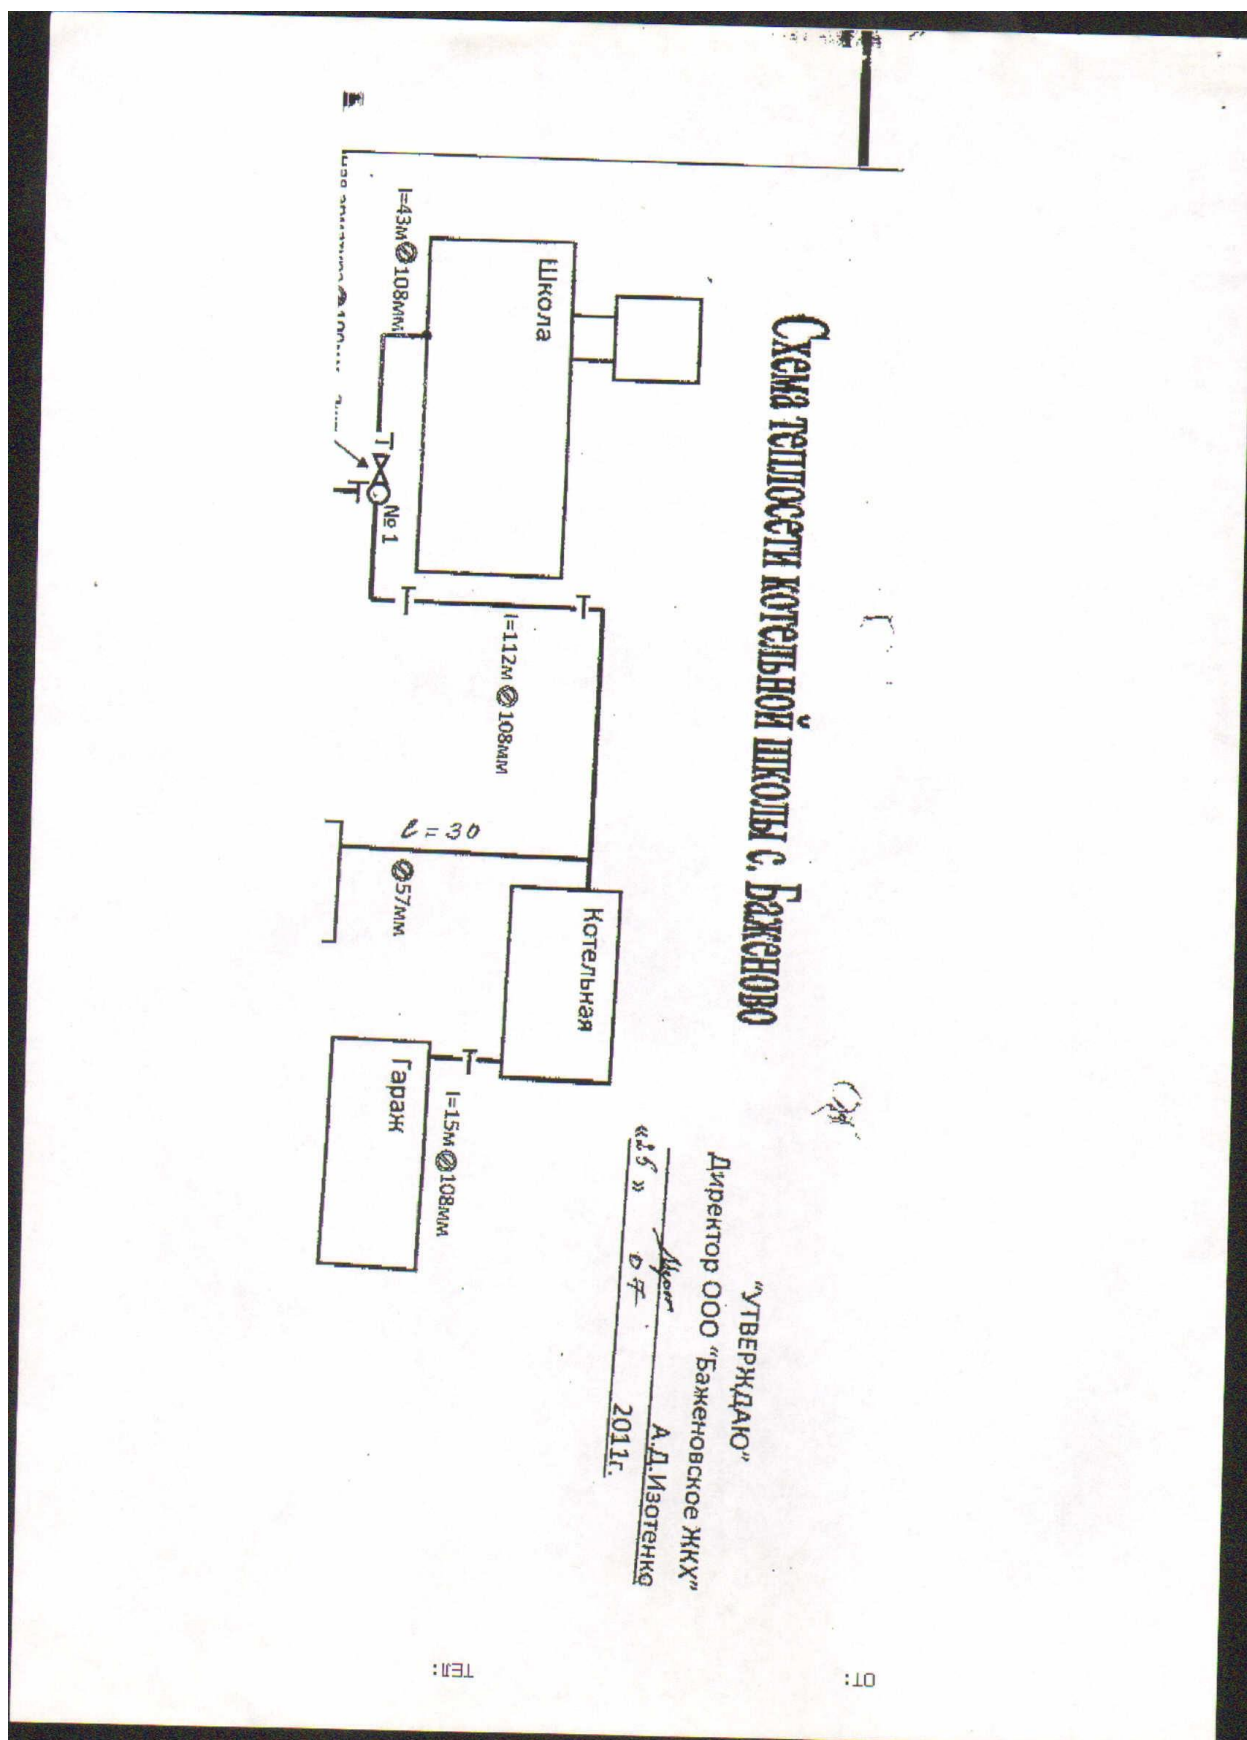 ОТ:
ТЕЛ:
"УТВЕРЖДАЮ"
Директор ООО "Баженовское ЖКХ"
А.Д.Изотенко
07 2011г.
Схема теплосети котельной школы с. Баженово
Школа
l=43м⌀108мм
№ 1
l=112м⌀108мм
l=30
⌀57мм
Котельная
Гараж
l=15м⌀108мм